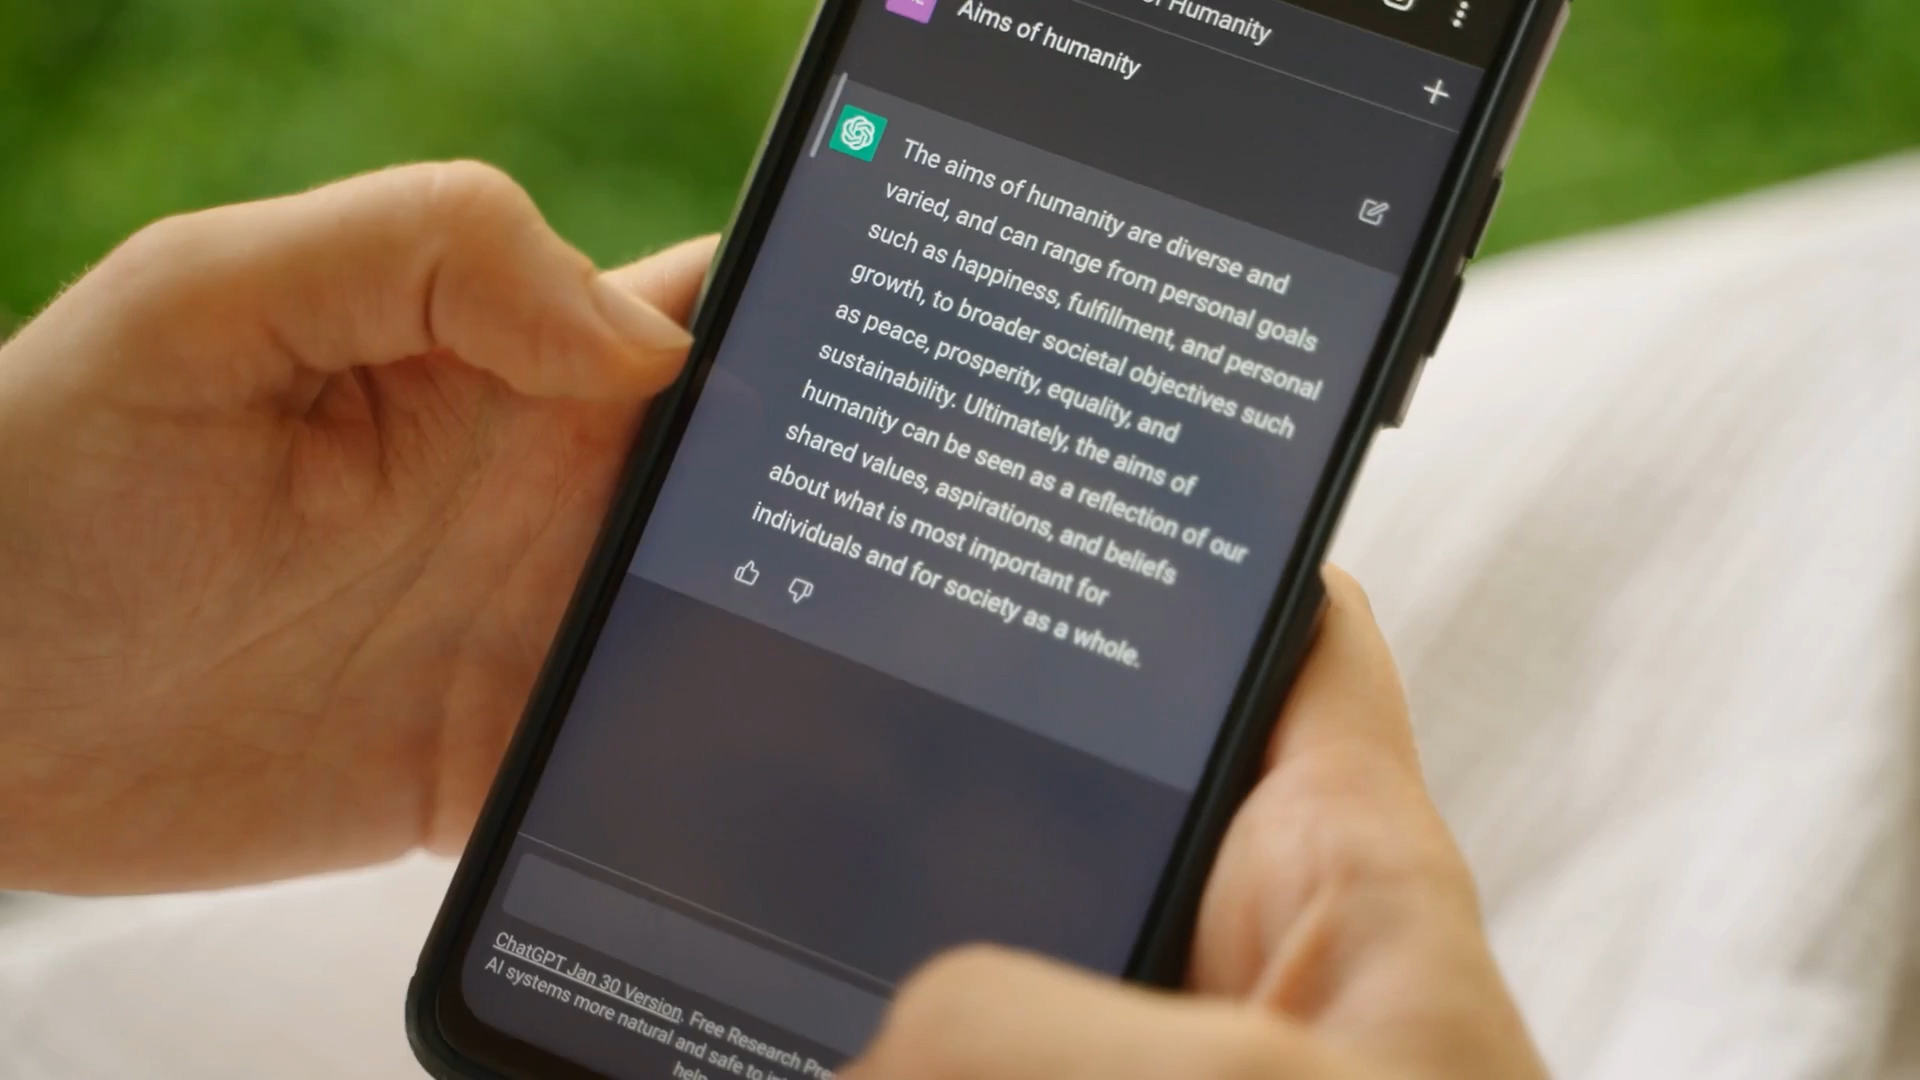 Humanity
Aims of humanity
The aims of humanity are diverse and
varied, and can range from personal goals
such as happiness, fulfillment, and personal
growth, to broader societal objectives such
as peace, prosperity, equality, and
sustainability. Ultimately, the aims of
humanity can be seen as a reflection of our
shared values, aspirations, and beliefs
about what is most important for
individuals and for society as a whole.
ChatGPT Jan 30 Version. Free Research
AI systems more natural and safe to